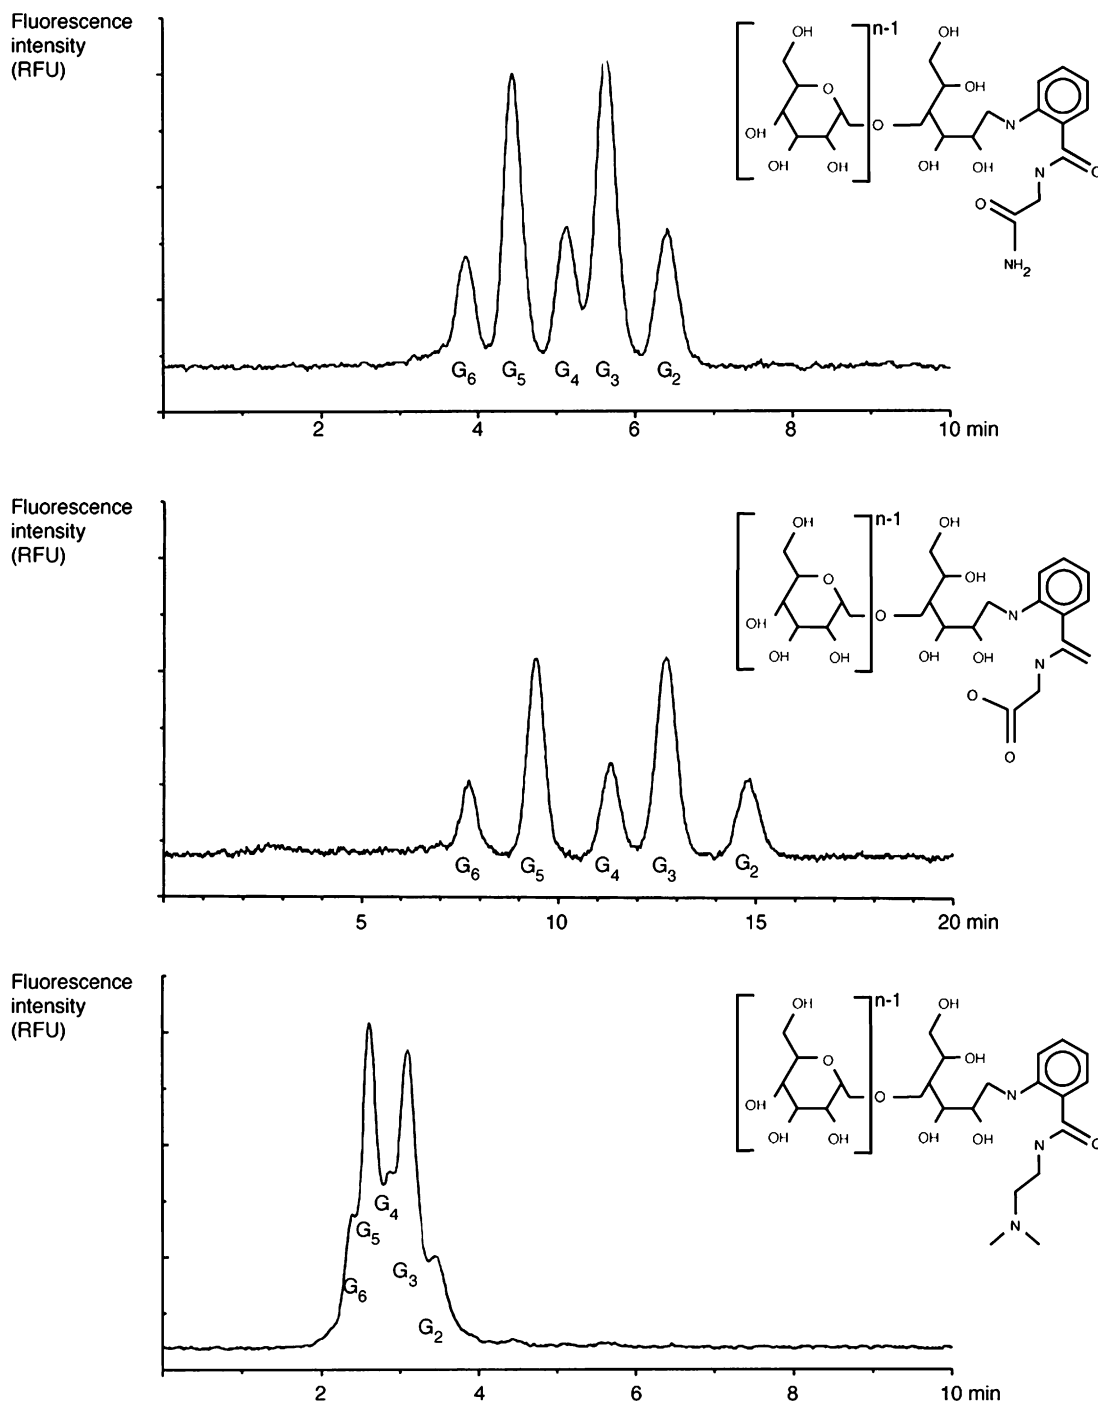 Fluorescence
intensity
(RFU)
OH
n-1
OH
O
OH
O
N
OH
OH
OH
OH
OH
N
O
O
NH2
G6
G5
G4
G3
G2
2
4
6
8
10 min
Fluorescence
intensity
(RFU)
OH
n-1
OH
O
OH
O
N
OH
OH
OH
OH
OH
N
O
O
G6
G5
G4
G3
G2
5
10
15
20 min
Fluorescence
intensity
(RFU)
OH
n-1
OH
O
OH
O
N
OH
OH
OH
OH
OH
N
O
N
G4
G5
G3
G6
G2
2
4
6
8
10 min